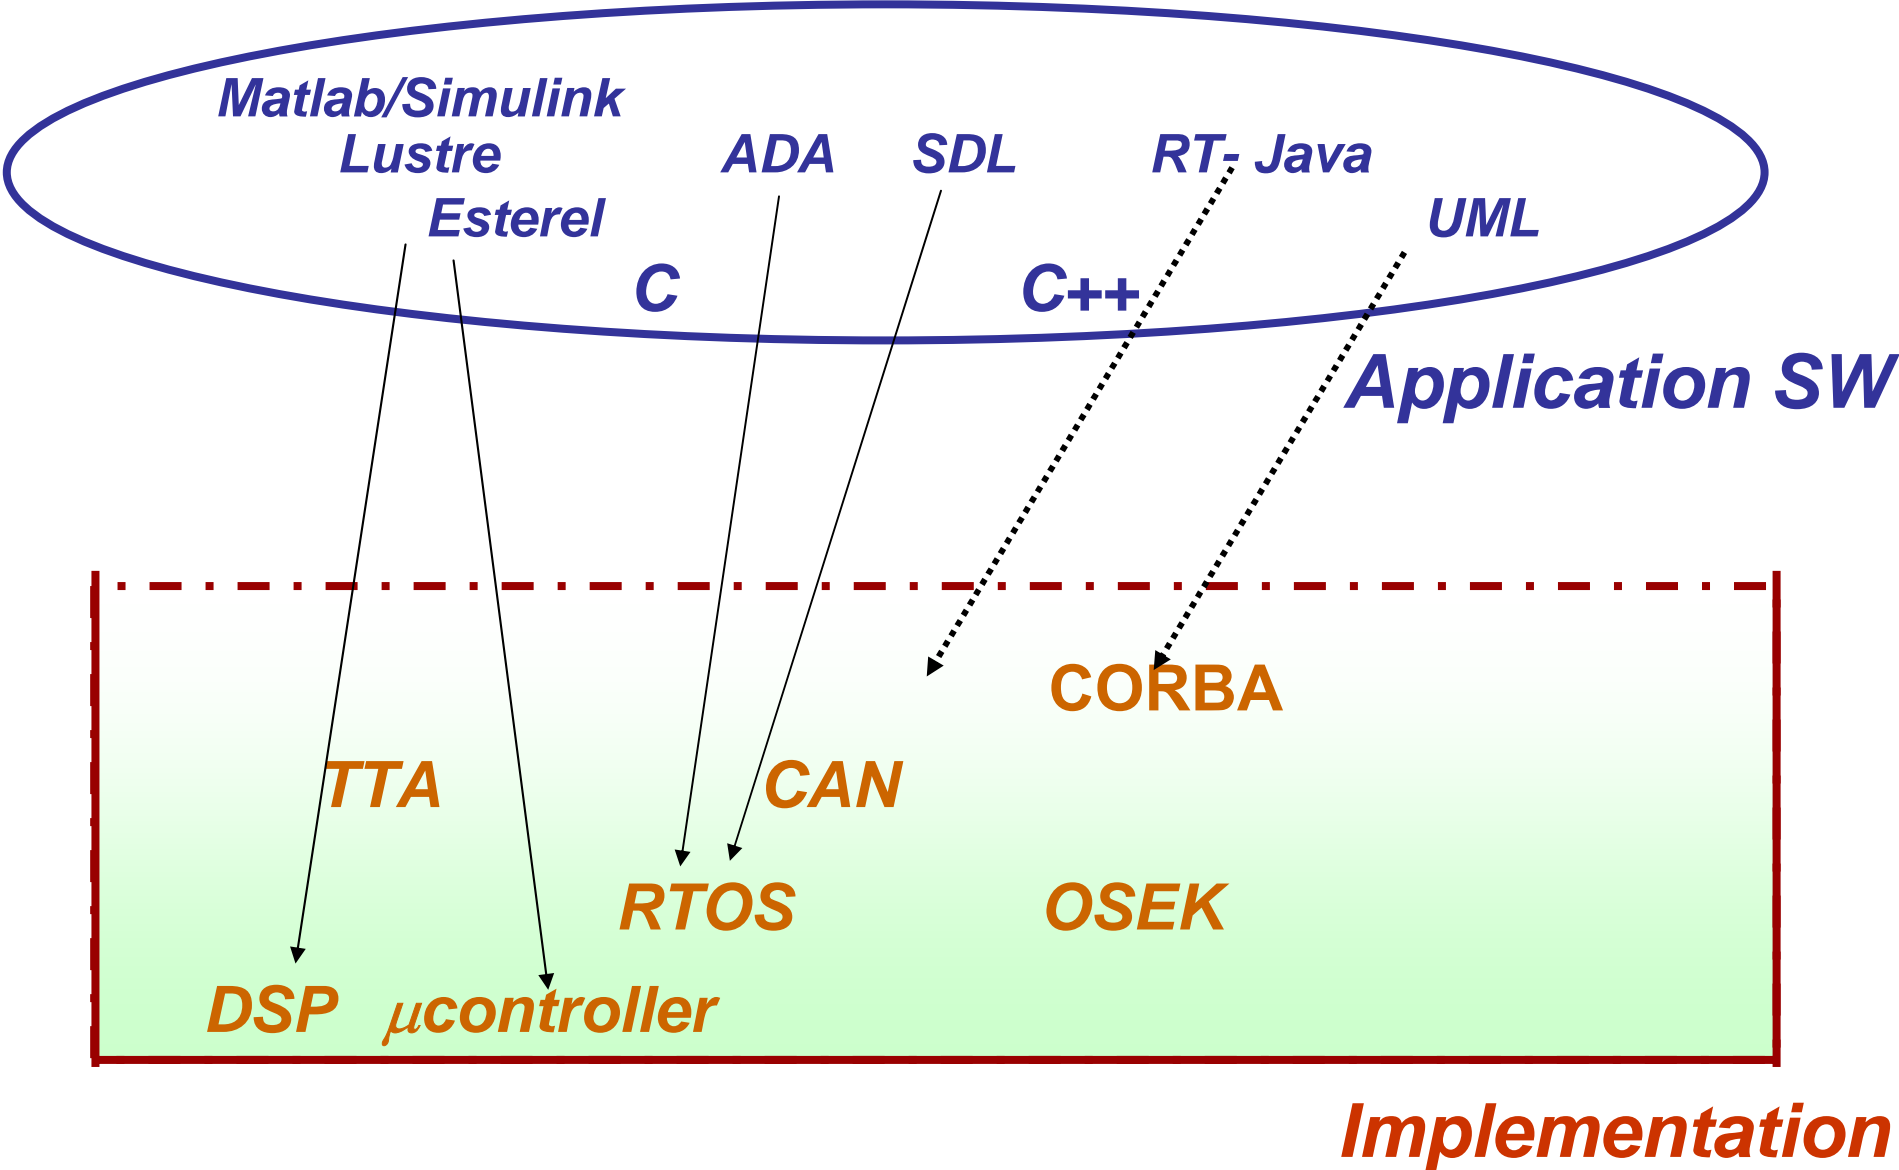 Matlab/Simulink
Lustre
ADA
SDL
RT- Java
Esterel
UML
C
C++
Application SW
CORBA
TTA
CAN
RTOS
OSEK
DSP
μcontroller
Implementation